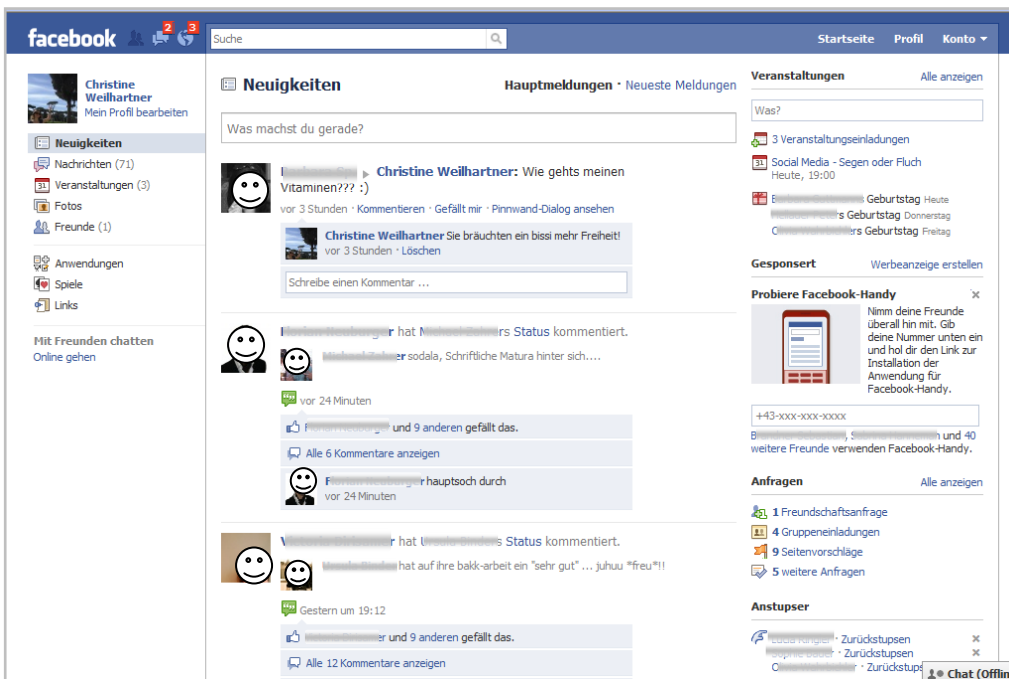 facebook 2 3 Suche Startseite Profil Konto
Christine
Weilhartner
Mein Profil bearbeiten
Neuigkeiten
Nachrichten (71)
31 Veranstaltungen (3)
Fotos
Freunde (1)
Anwendungen
Spiele
Links
Mit Freunden chatten
Online gehen
Neuigkeiten Hauptmeldungen · Neueste Meldungen
Was machst du gerade?
Christine Weilhartner: Wie gehts meinen
Vitaminen??? :)
vor 3 Stunden · Kommentieren · Gefällt mir · Pinnwand-Dialog ansehen
Christine Weilhartner Sie bräuchten ein bissi mehr Freiheit!
vor 3 Stunden · Löschen
Schreibe einen Kommentar ...
hat Status kommentiert.
sodala, Schriftliche Matura hinter sich....
vor 24 Minuten
und 9 anderen gefällt das.
Alle 6 Kommentare anzeigen
hauptsoch durch
vor 24 Minuten
hat Status kommentiert.
hat auf ihre bakk-arbeit ein "sehr gut" ... juhuu *freu*!!
Gestern um 19:12
und 9 anderen gefällt das.
Alle 12 Kommentare anzeigen
Veranstaltungen Alle anzeigen
Was?
3 Veranstaltungseinladungen
31 Social Media - Segen oder Fluch
Heute, 19:00
Geburtstag Heute
Geburtstag Donnerstag
Geburtstag Freitag
Gesponsert Werbeanzeige erstellen
Probiere Facebook-Handy
Nimm deine Freunde
überall hin mit. Gib
deine Nummer unten ein
und hol dir den Link zur
Installation der
Anwendung für
Facebook-Handy.
+43-xxx-xxx-xxxx
und 40
weitere Freunde verwenden Facebook-Handy.
Anfragen Alle anzeigen
1 Freundschaftsanfrage
4 Gruppeneinladungen
9 Seitenvorschläge
5 weitere Anfragen
Anstupser
· Zurückstupsen
· Zurückstupsen
· Zurückstups
Chat (Offlin